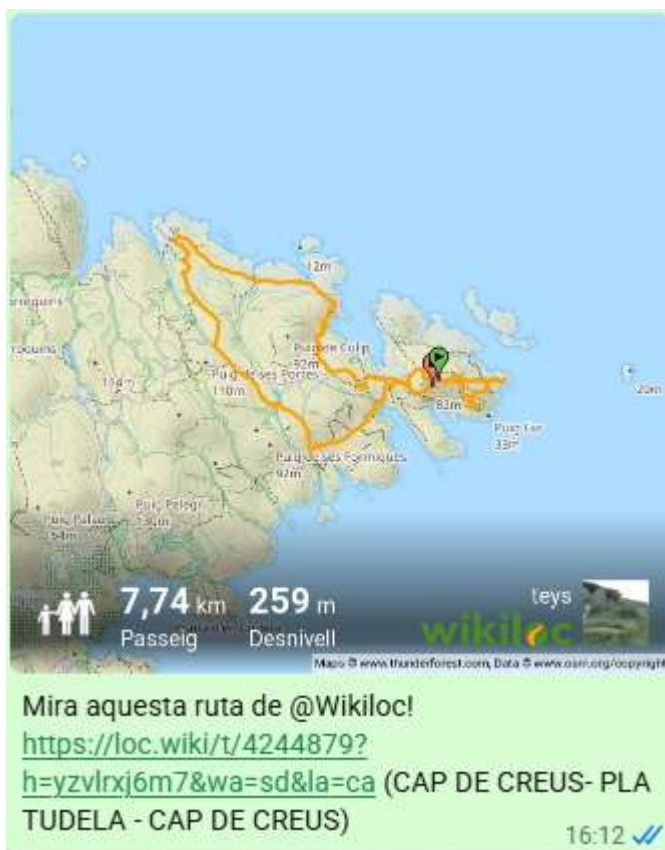 12m
Puig de Culip
92m
Puig de ses Portes
110m
114m
82m
20m
Puig Far
33m
Puig de ses Formigues
92m
Puig Pelegrí
7,74 km 259 m
Passeig Desnivell
teys
wikiloc
Maps © www.thunderforest.com, Data © www.osm.org/copyright
Mira aquesta ruta de @Wikiloc!
https://loc.wiki/t/4244879?
h=yzvlrxj6m7&wa=sd&la=ca (CAP DE CREUS- PLA
TUDELA - CAP DE CREUS)
16:12